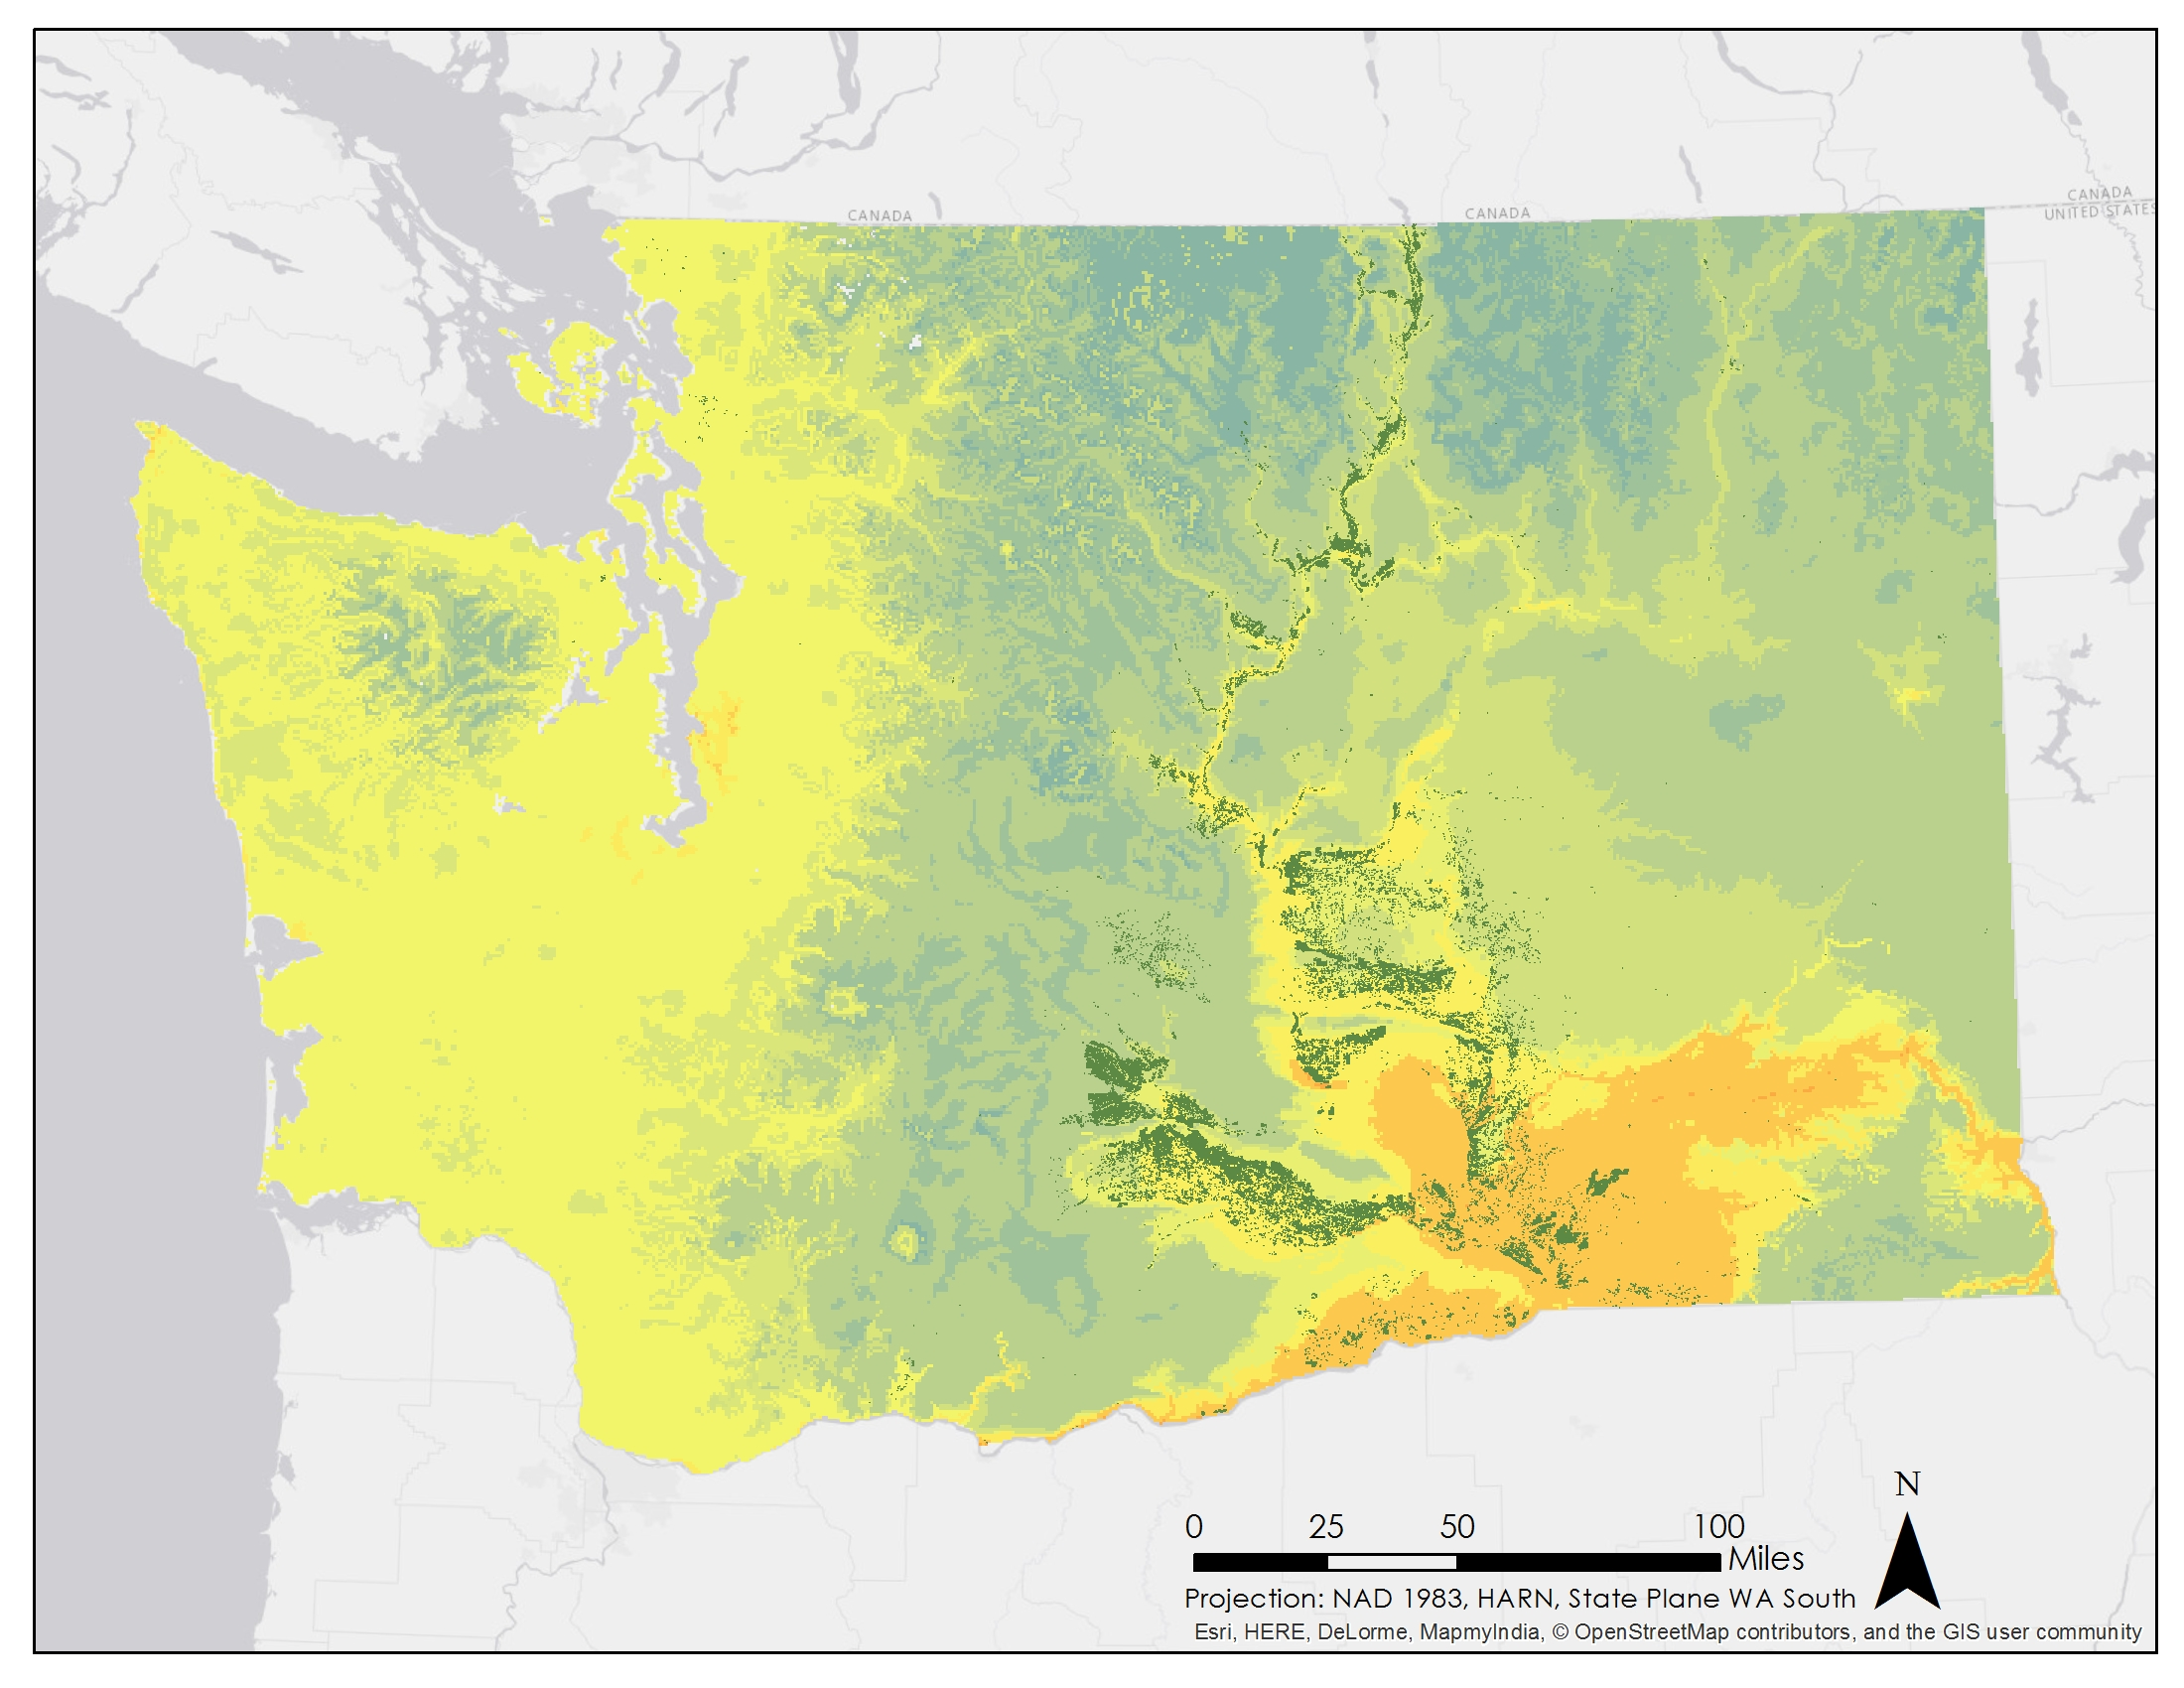 CANADA
CANADA
CANADA
UNITED STATES
N
0 25 50 100
Miles
Projection: NAD 1983, HARN, State Plane WA South
Esri, HERE, DeLorme, MapmyIndia, © OpenStreetMap contributors, and the GIS user community